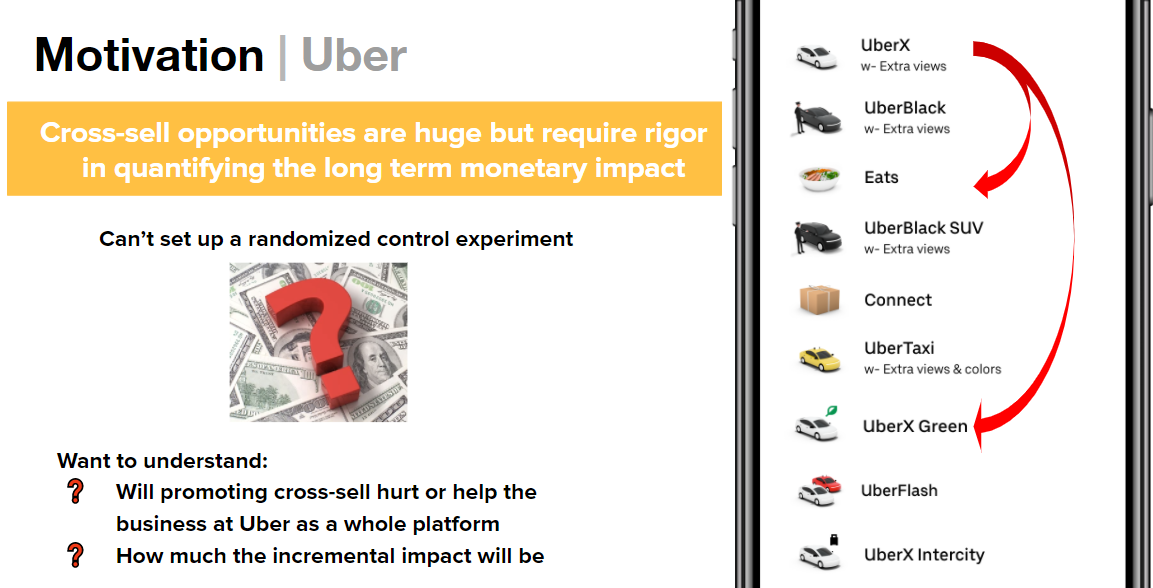 Motivation | Uber
Cross-sell opportunities are huge but require rigor
in quantifying the long term monetary impact
Can’t set up a randomized control experiment
Want to understand:
Will promoting cross-sell hurt or help the
business at Uber as a whole platform
How much the incremental impact will be
UberX
w- Extra views
UberBlack
w- Extra views
Eats
UberBlack SUV
w- Extra views
Connect
UberTaxi
w- Extra views & colors
UberX Green
UberFlash
UberX Intercity